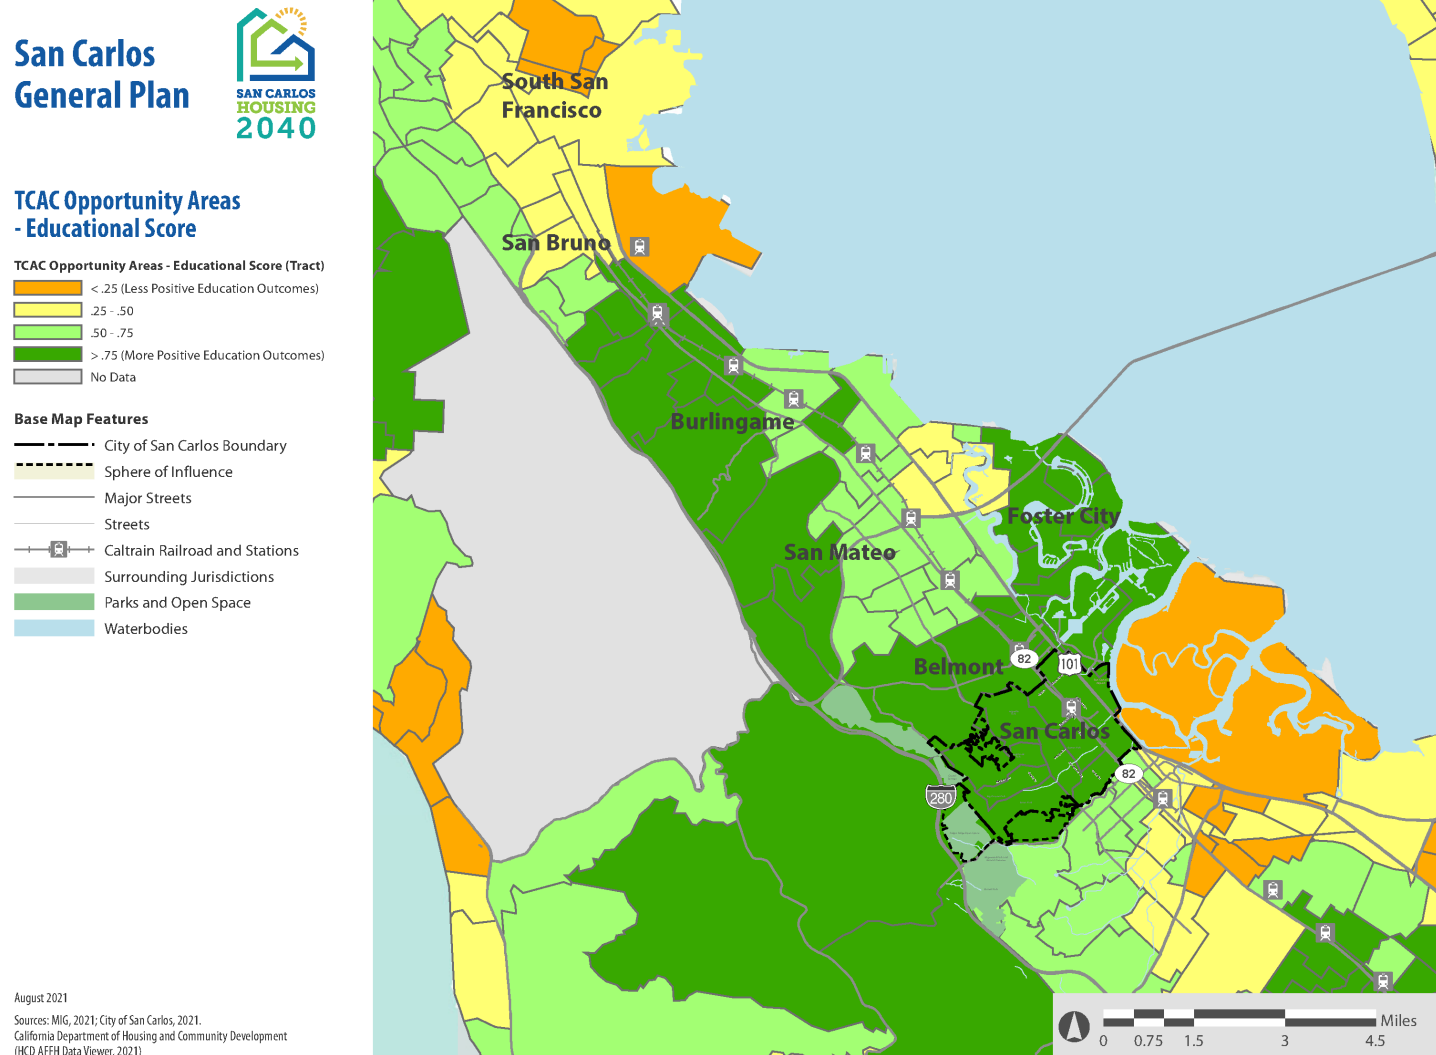 San Carlos
General Plan
SAN CARLOS
HOUSING
2040
TCAC Opportunity Areas
- Educational Score
TCAC Opportunity Areas - Educational Score (Tract)
< .25 (Less Positive Education Outcomes)
.25 - .50
.50 - .75
> .75 (More Positive Education Outcomes)
No Data
Base Map Features
City of San Carlos Boundary
Sphere of Influence
Major Streets
Streets
Caltrain Railroad and Stations
Surrounding Jurisdictions
Parks and Open Space
Waterbodies
August 2021
Sources: MIG, 2021; City of San Carlos, 2021.
California Department of Housing and Community Development
(HCD AFFH Data Viewer, 2021)
South San
Francisco
San Bruno
Burlingame
Foster City
San Mateo
Belmont
82
101
San Carlos
82
280
Miles
0 0.75 1.5 3 4.5